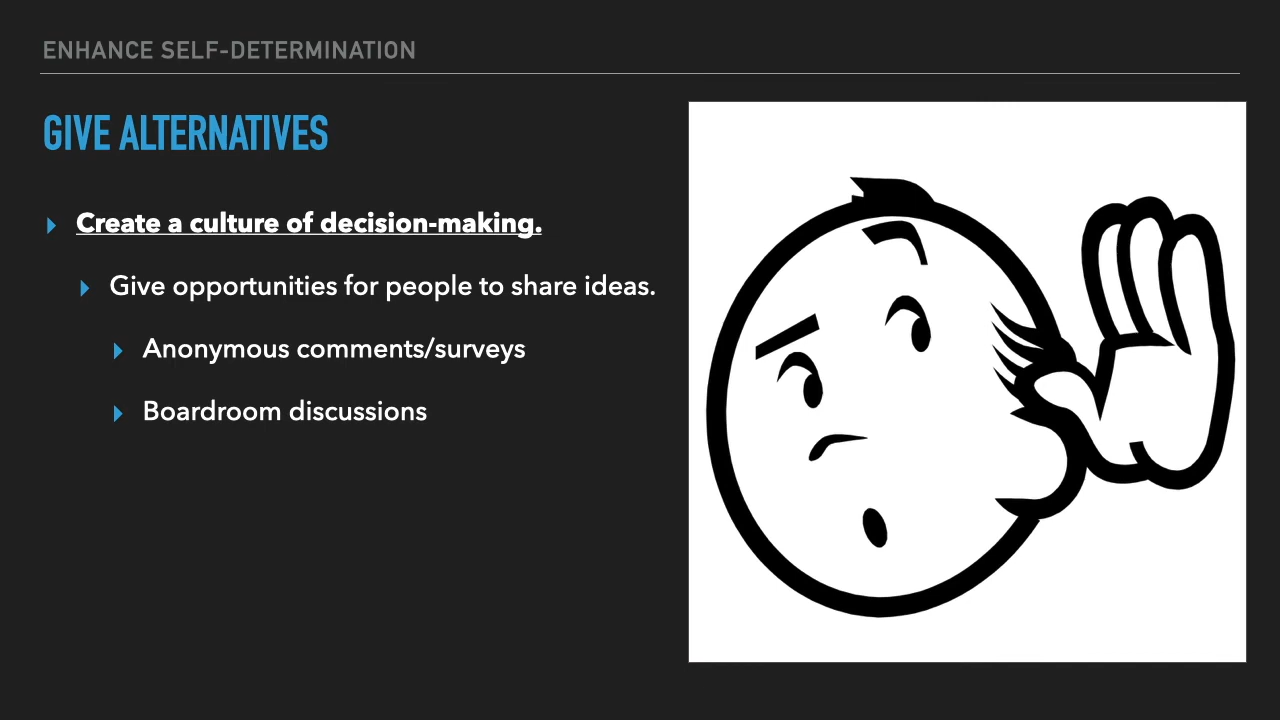 ENHANCE SELF-DETERMINATION
GIVE ALTERNATIVES
Create a culture of decision-making.
Give opportunities for people to share ideas.
Anonymous comments/surveys
Boardroom discussions